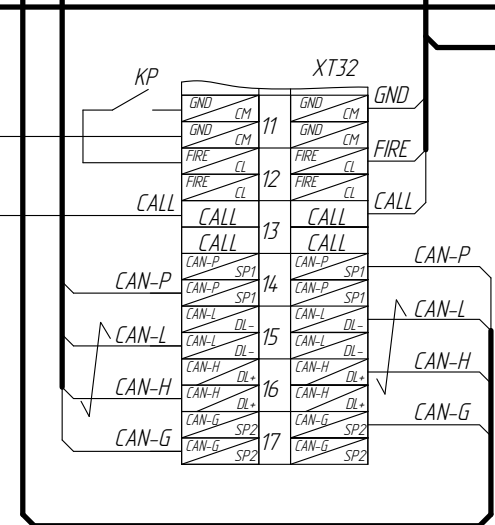 КР XT32
GND CM 11 GND CM GND
GND CM GND CM
FIRE CL 12 FIRE CL FIRE
FIRE CL FIRE CL
CALL CALL 13 CALL CALL
CALL CALL
CAN-P SP1 14 CAN-P SP1 CAN-P
CAN-P CAN-P SP1 CAN-P SP1
CAN-L DL- 15 CAN-L DL- CAN-L
CAN-L CAN-L DL- CAN-L DL-
CAN-H DL+ 16 CAN-H DL+ CAN-H
CAN-H CAN-H DL+ CAN-H DL+
CAN-G SP2 17 CAN-G SP2 CAN-G
CAN-G CAN-G SP2 CAN-G SP2